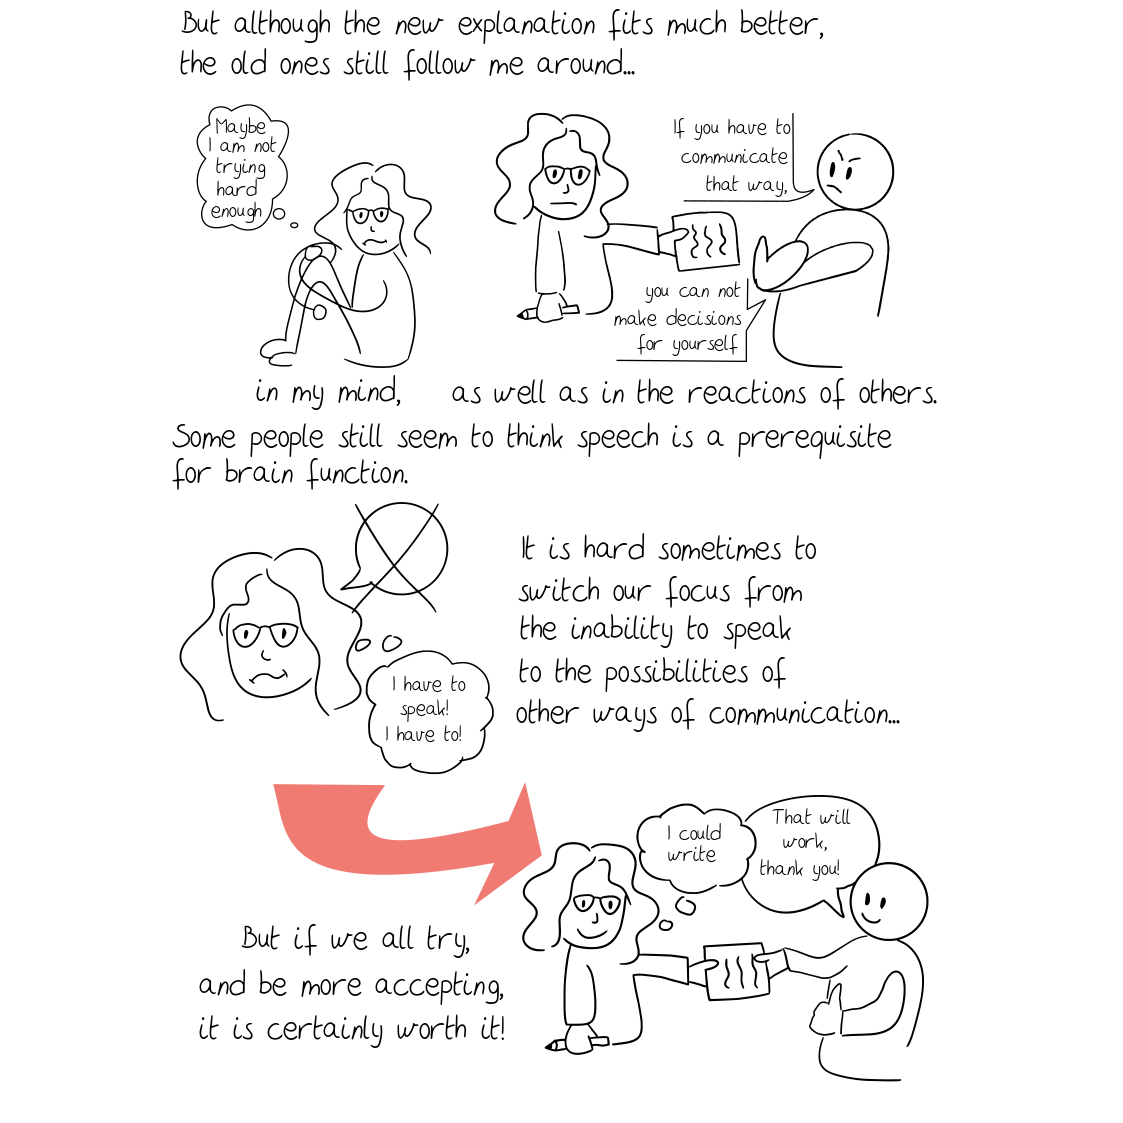 But although the new explanation fits much better,
the old ones still follow me around...
Maybe
I am not
trying
hard
enough
If you have to
communicate
that way,
you can not
make decisions
for yourself
in my mind,
as well as in the reactions of others.
Some people still seem to think speech is a prerequisite
for brain function.
I have to
speak!
I have to!
It is hard sometimes to
switch our focus from
the inability to speak
to the possibilities of
other ways of communication...
I could
write
That will
work,
thank you!
But if we all try,
and be more accepting,
it is certainly worth it!